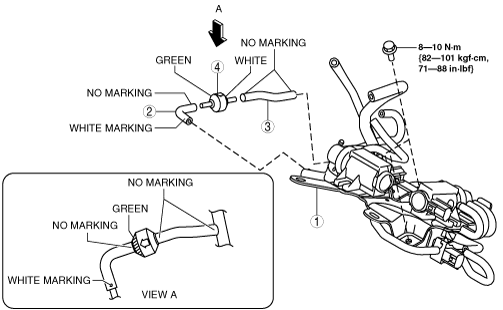 A
NO MARKING
④
GREEN
WHITE
8—10 N·m
{82—101 kgf·cm,
71—88 in·lbf}
NO MARKING
②
③
WHITE MARKING
①
NO MARKING
GREEN
NO MARKING
WHITE MARKING
VIEW A